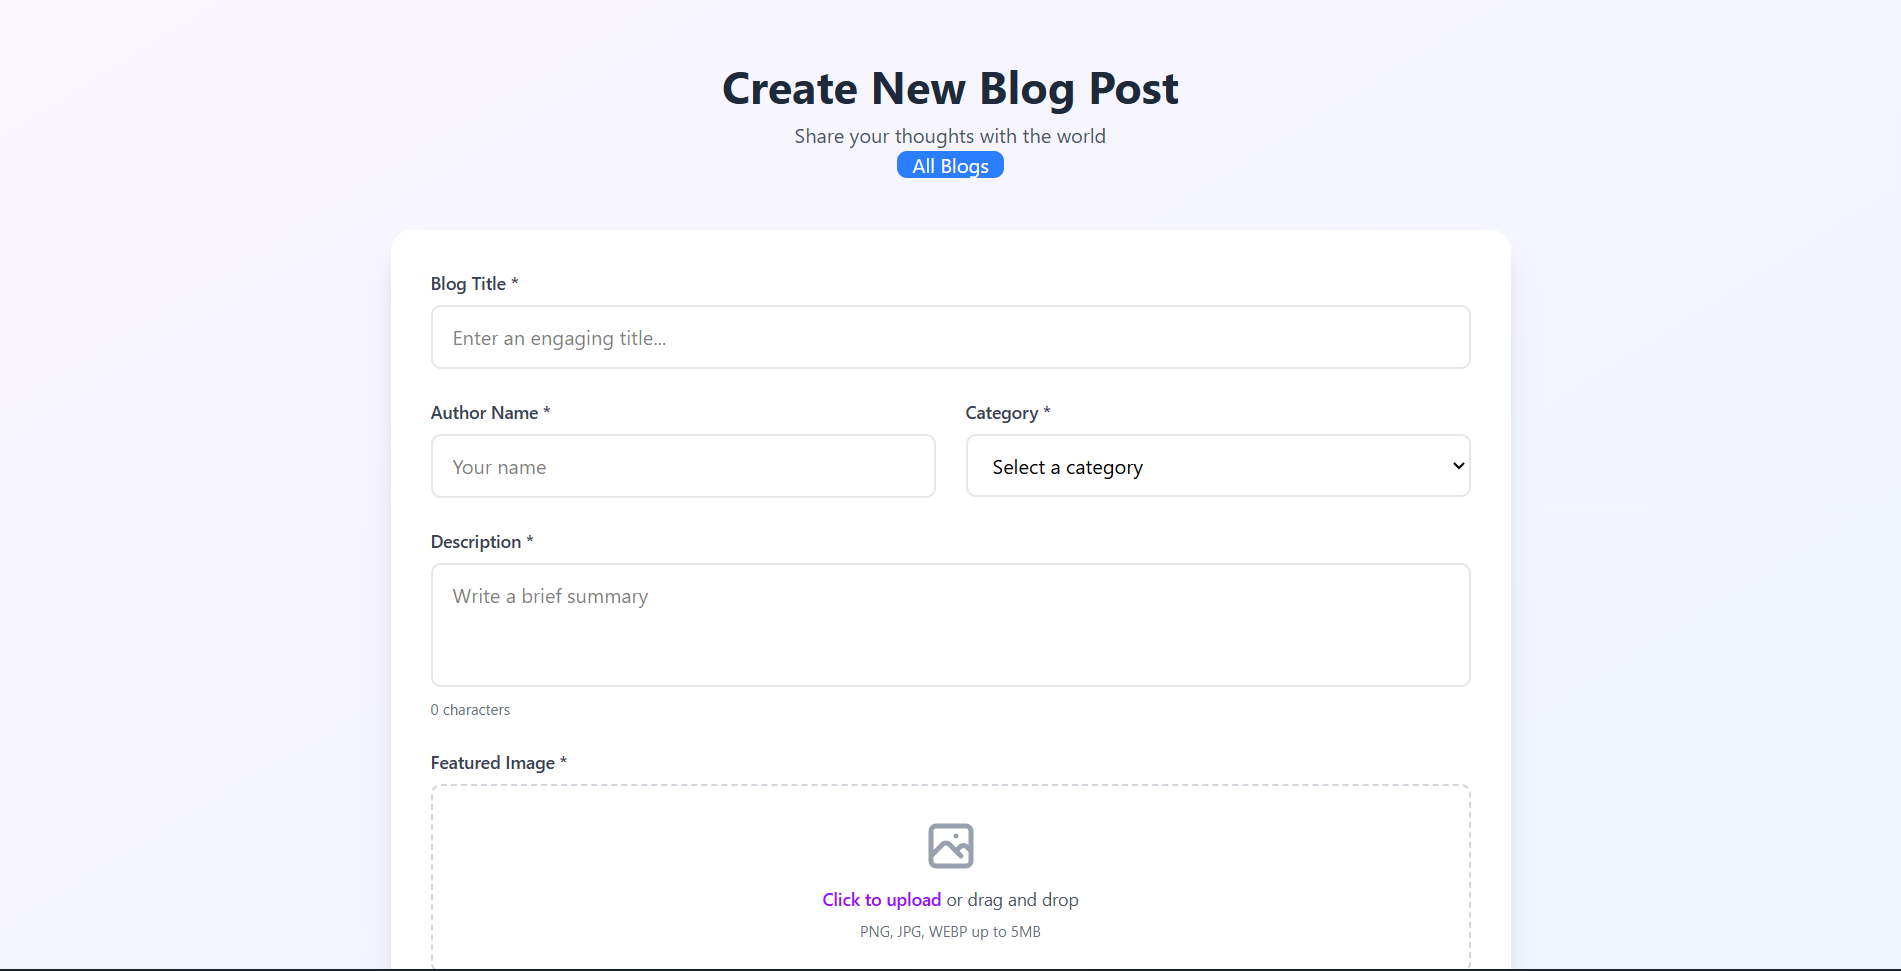 Create New Blog Post
Share your thoughts with the world
All Blogs
Blog Title *
Enter an engaging title...
Author Name *
Category *
Your name
Select a category
Description *
Write a brief summary
0 characters
Featured Image *
Click to upload or drag and drop
PNG, JPG, WEBP up to 5MB